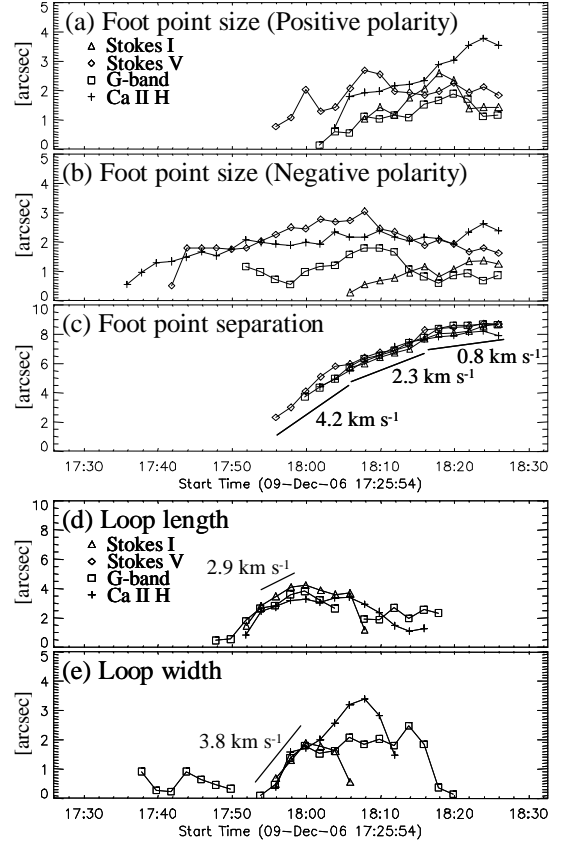 (a) Foot point size (Positive polarity)
5
4
3
2
1
0
[arcsec]
Stokes I
Stokes V
G-band
Ca II H
(b) Foot point size (Negative polarity)
5
4
3
2
1
0
[arcsec]
(c) Foot point separation
10
8
6
4
2
0
[arcsec]
0.8 km s-1
2.3 km s-1
4.2 km s-1
17:30 17:40 17:50 18:00 18:10 18:20 18:30
Start Time (09-Dec-06 17:25:54)
(d) Loop length
10
8
6
4
2
0
[arcsec]
Stokes I
Stokes V
G-band
Ca II H
2.9 km s-1
(e) Loop width
5
4
3
2
1
0
[arcsec]
3.8 km s-1
17:30 17:40 17:50 18:00 18:10 18:20 18:30
Start Time (09-Dec-06 17:25:54)